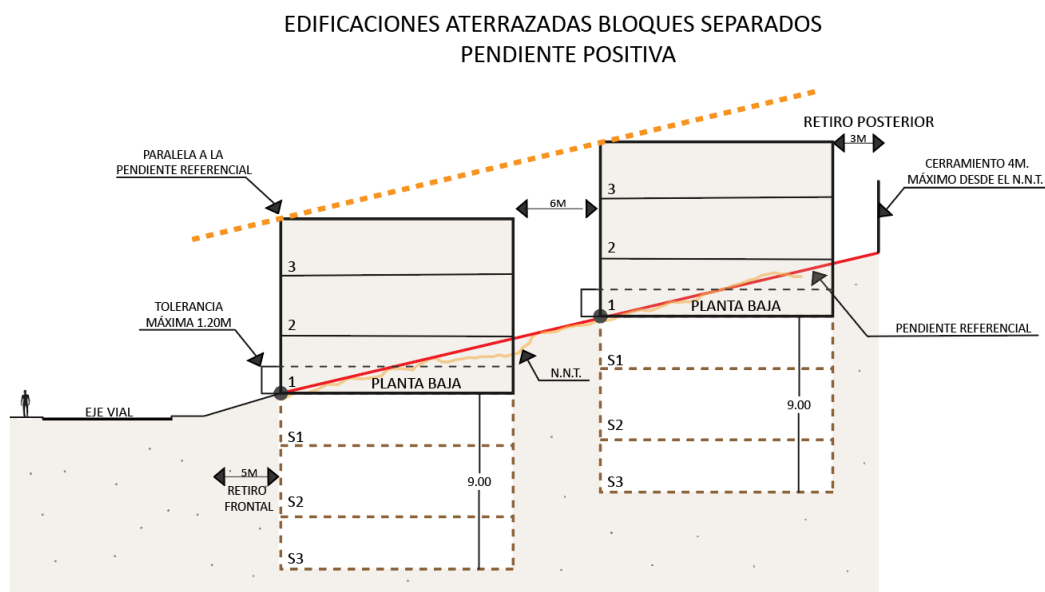 EDIFICACIONES ATERRAZADAS BLOQUES SEPARADOS
PENDIENTE POSITIVA
RETIRO POSTERIOR
3M
PARALELA A LA
PENDIENTE REFERENCIAL
CERRAMIENTO 4M.
MÁXIMO DESDE EL N.N.T.
6M
3
2
1
PLANTA BAJA
3
2
1
PLANTA BAJA
TOLERANCIA
MÁXIMA 1.20M
PENDIENTE REFERENCIAL
N.N.T.
EJE VIAL
S1
S2
S3
9.00
S1
S2
S3
9.00
5M
RETIRO
FRONTAL